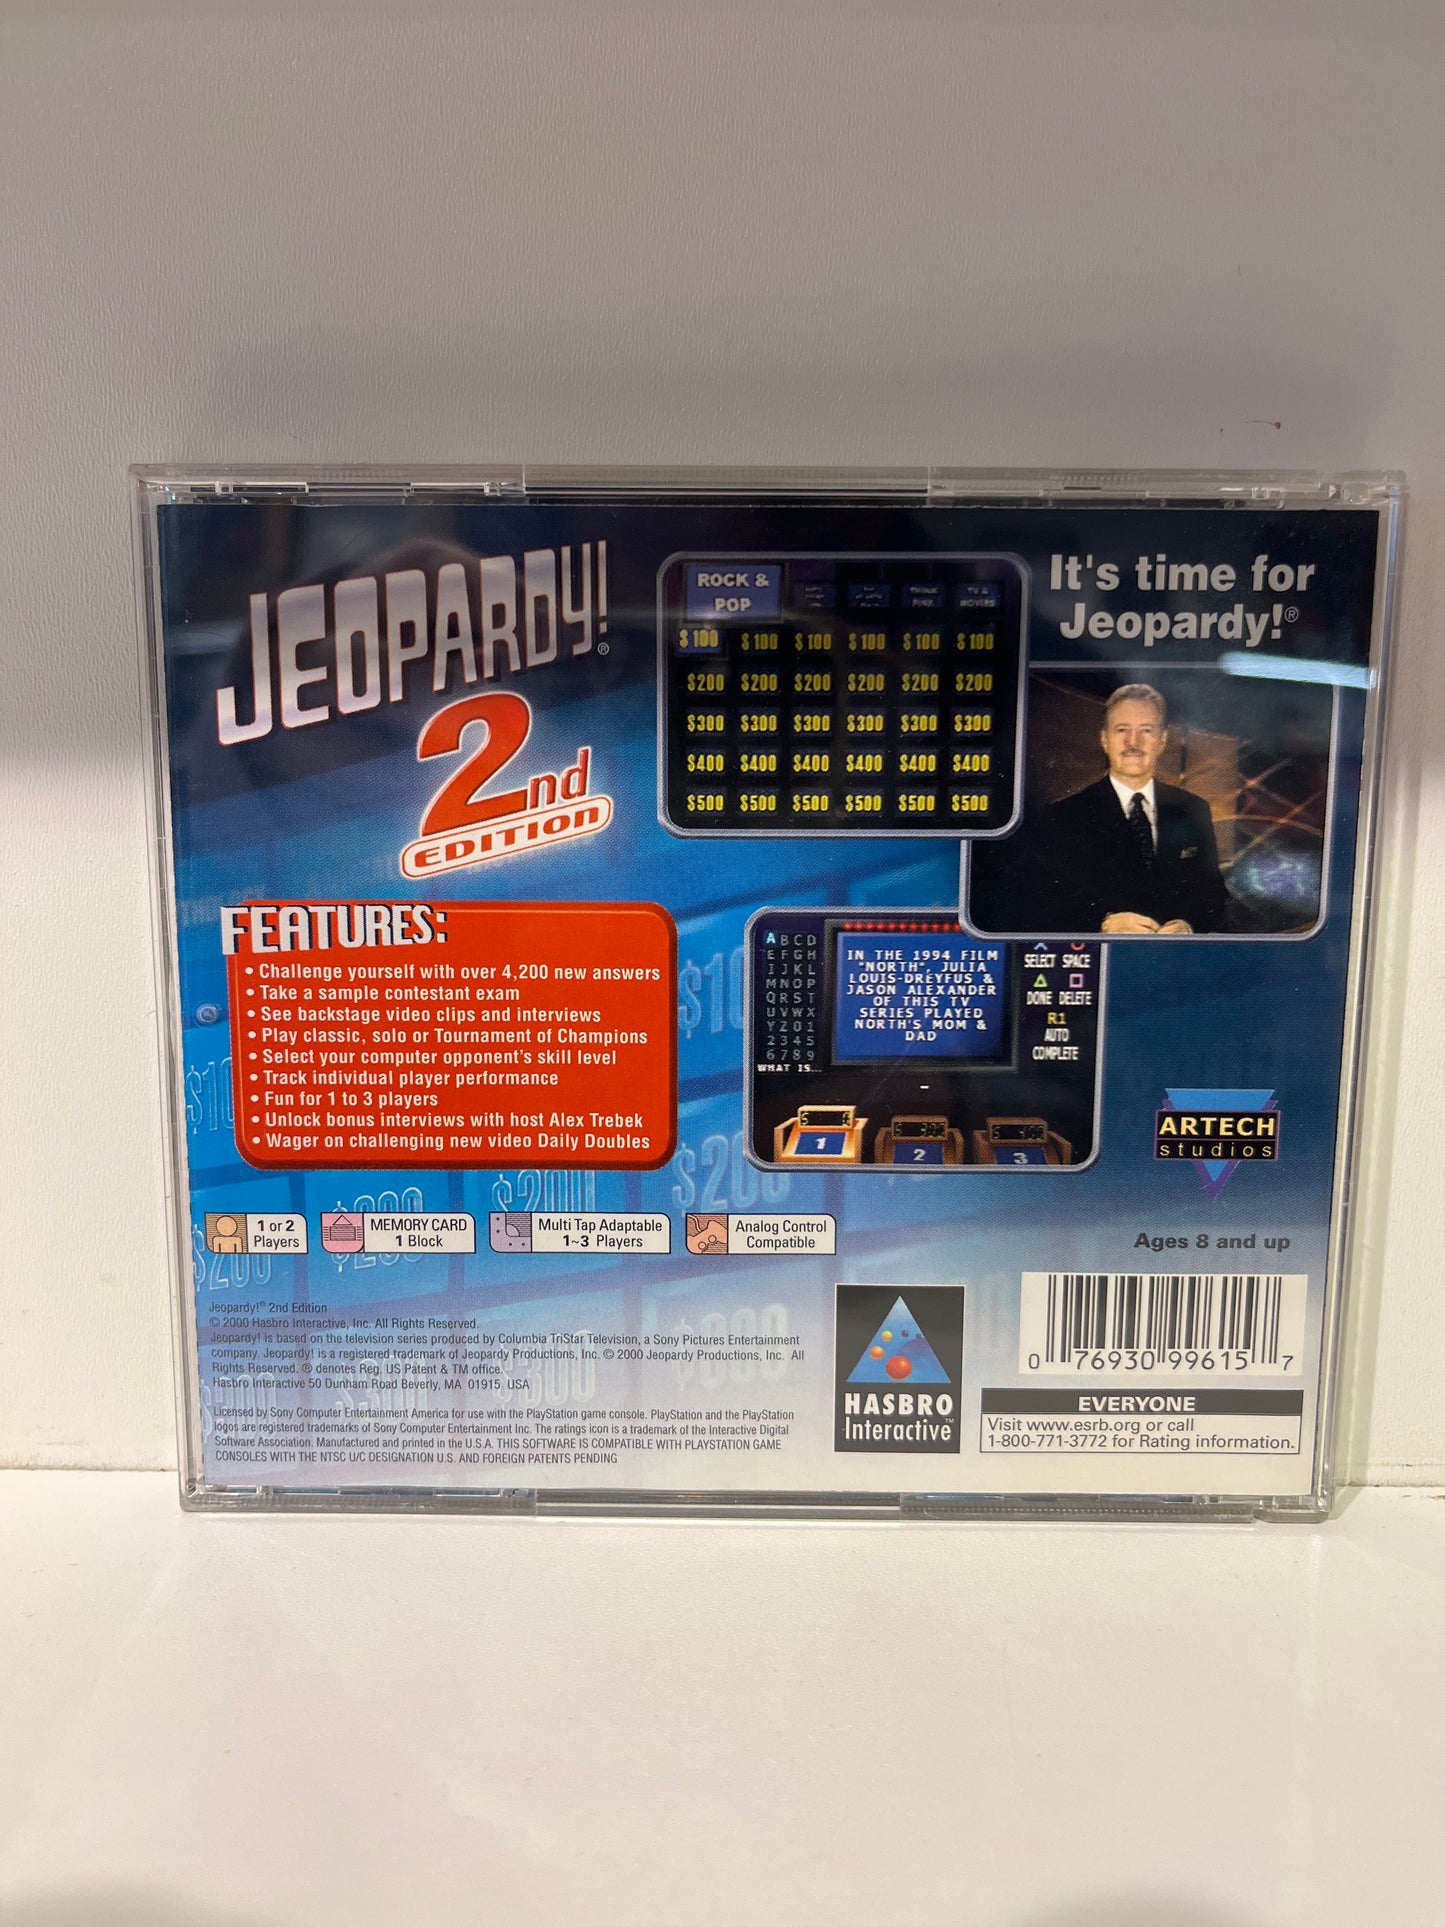 JEOPARDY!®
2nd
EDITION
ROCK &
POP
THINK
PINK
TV &
MOVIES
$100 $100 $100 $100 $100 $100
$200 $200 $200 $200 $200 $200
$300 $300 $300 $300 $300 $300
$400 $400 $400 $400 $400 $400
$500 $500 $500 $500 $500 $500
It's time for
Jeopardy!®
FEATURES:
• Challenge yourself with over 4,200 new answers
• Take a sample contestant exam
• See backstage video clips and interviews
• Play classic, solo or Tournament of Champions
• Select your computer opponent's skill level
• Track individual player performance
• Fun for 1 to 3 players
• Unlock bonus interviews with host Alex Trebek
• Wager on challenging new video Daily Doubles
A B C D
E F G H
I J K L
M N O P
Q R S T
U V W X
Y Z 0 1
2 3 4 5
6 7 8 9
WHAT IS...
IN THE 1994 FILM
"NORTH", JULIA
LOUIS-DREYFUS &
JASON ALEXANDER
OF THIS TV
SERIES PLAYED
NORTH'S MOM &
DAD
SELECT SPACE
DONE DELETE
R1
AUTO
COMPLETE
1
2
3
ARTECH
studios
1 or 2
Players
MEMORY CARD
1 Block
Multi Tap Adaptable
1~3 Players
Analog Control
Compatible
Ages 8 and up
Jeopardy!® 2nd Edition
© 2000 Hasbro Interactive, Inc. All Rights Reserved.
Jeopardy! is based on the television series produced by Columbia TriStar Television, a Sony Pictures Entertainment
company. Jeopardy! is a registered trademark of Jeopardy Productions, Inc. © 2000 Jeopardy Productions, Inc. All
Rights Reserved. ® denotes Reg. US Patent & TM office.
Hasbro Interactive 50 Dunham Road Beverly, MA 01915 USA
Licensed by Sony Computer Entertainment America for use with the PlayStation game console. PlayStation and the PlayStation
logos are registered trademarks of Sony Computer Entertainment Inc. The ratings icon is a trademark of the Interactive Digital
Software Association. Manufactured and printed in the U.S.A. THIS SOFTWARE IS COMPATIBLE WITH PLAYSTATION GAME
CONSOLES WITH THE NTSC U/C DESIGNATION U.S. AND FOREIGN PATENTS PENDING
HASBRO
Interactive™
0 76930 99615 7
EVERYONE
Visit www.esrb.org or call
1-800-771-3772 for Rating information.